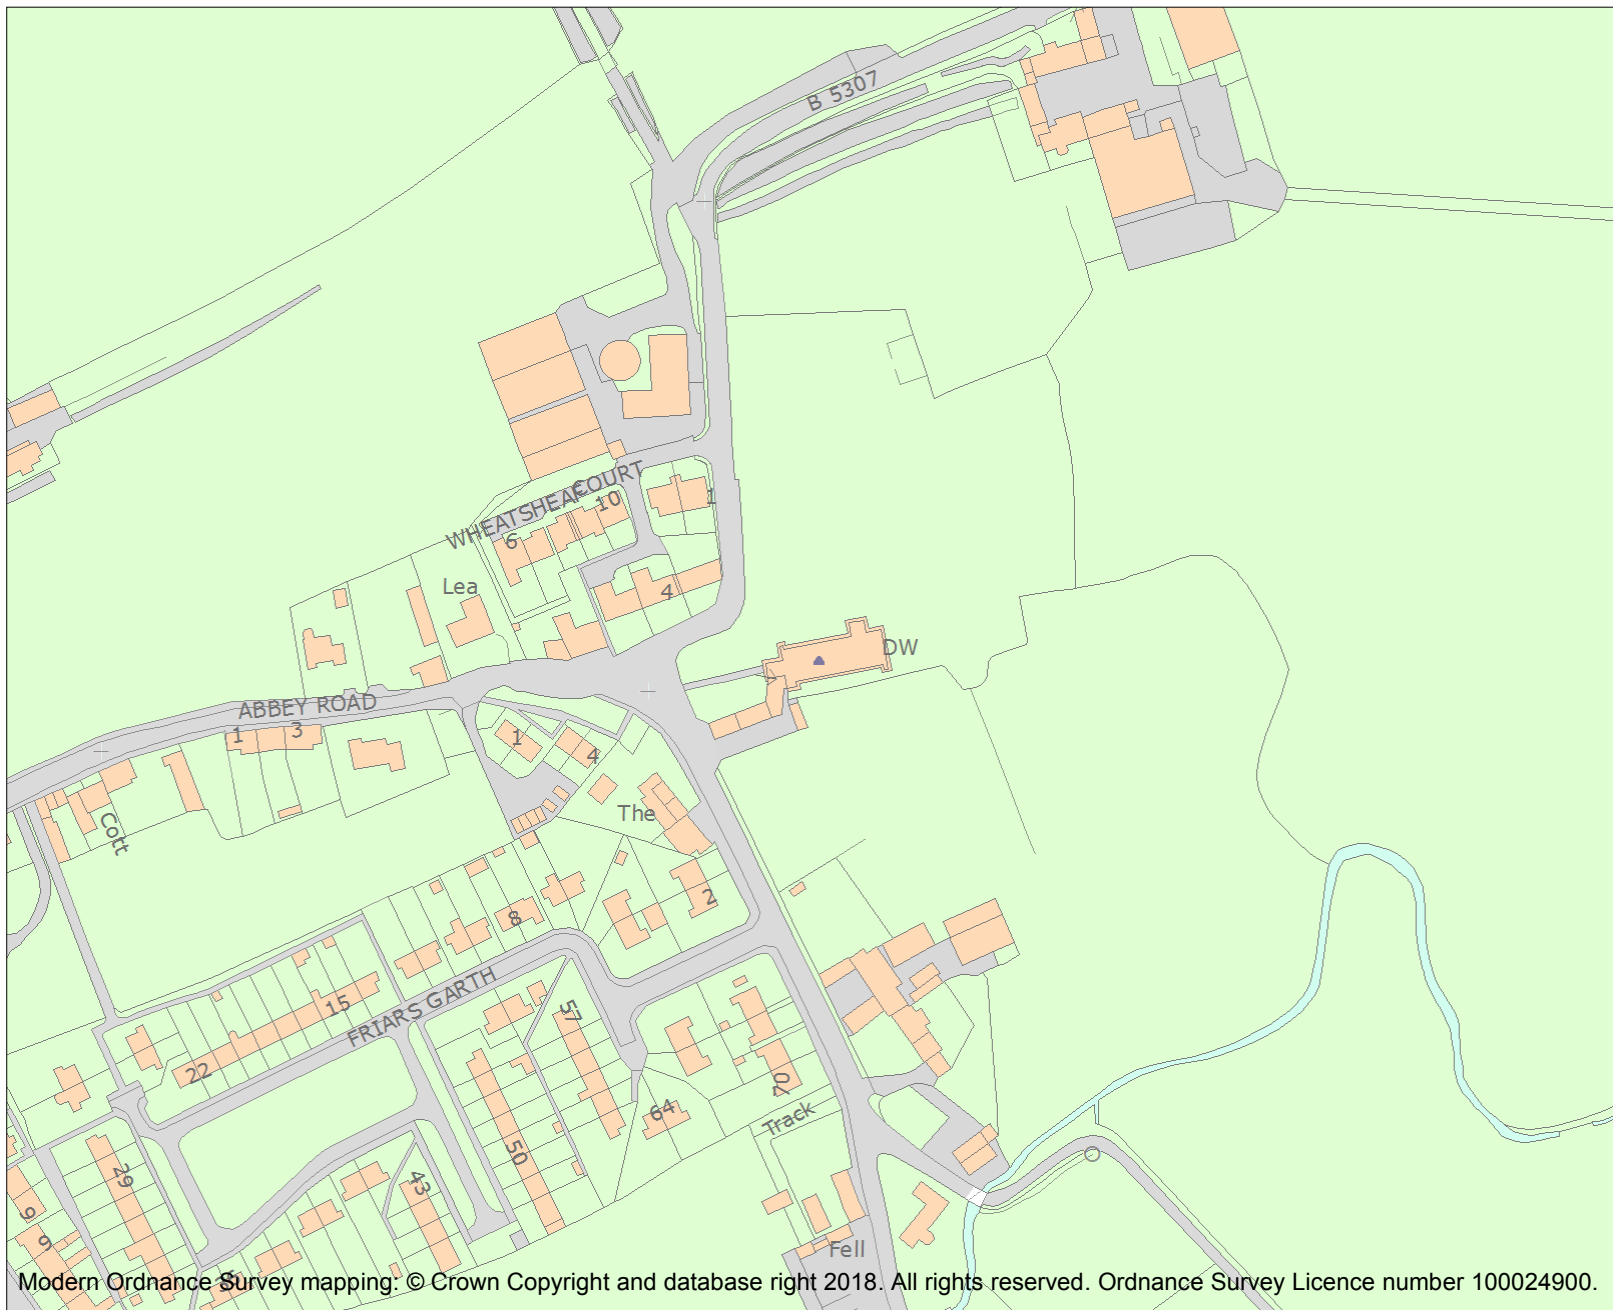 B 5307
WHEATSHEAF COURT
10
1
6
Lea
4
DW
ABBEY ROAD
1
3
1
4
The
Cott
2
8
15
FRIARS GARTH
57
22
70
64
Track
50
29
43
9
9
Fell
Modern Ordnance Survey mapping: © Crown Copyright and database right 2018. All rights reserved. Ordnance Survey Licence number 100024900.